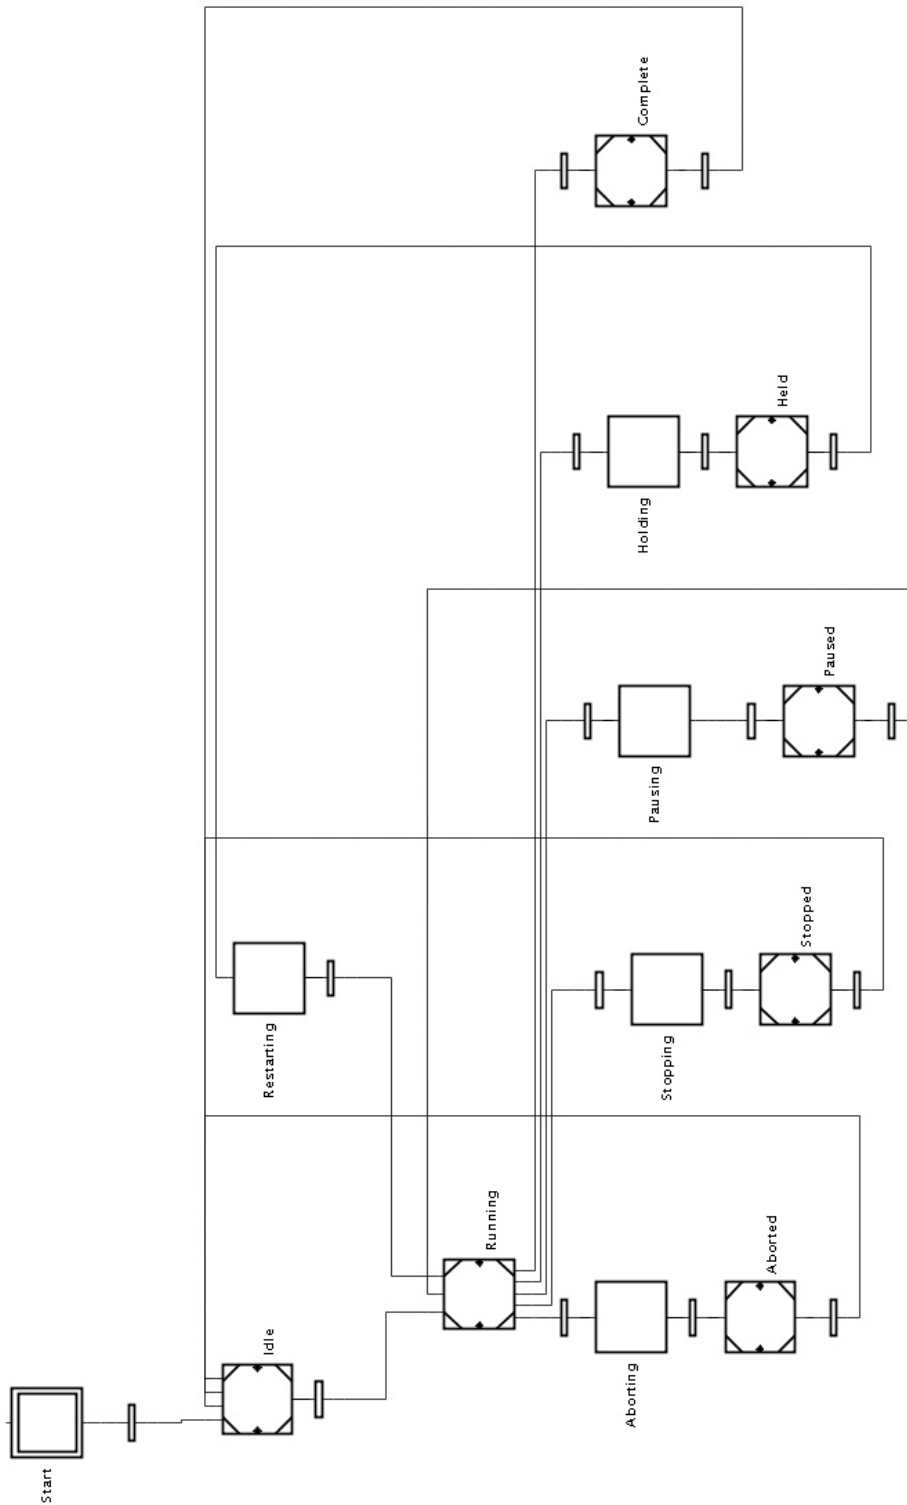 Start
Idle
Restarting
Running
Aborting
Aborted
Stopping
Stopped
Pausing
Paused
Holding
Held
Complete